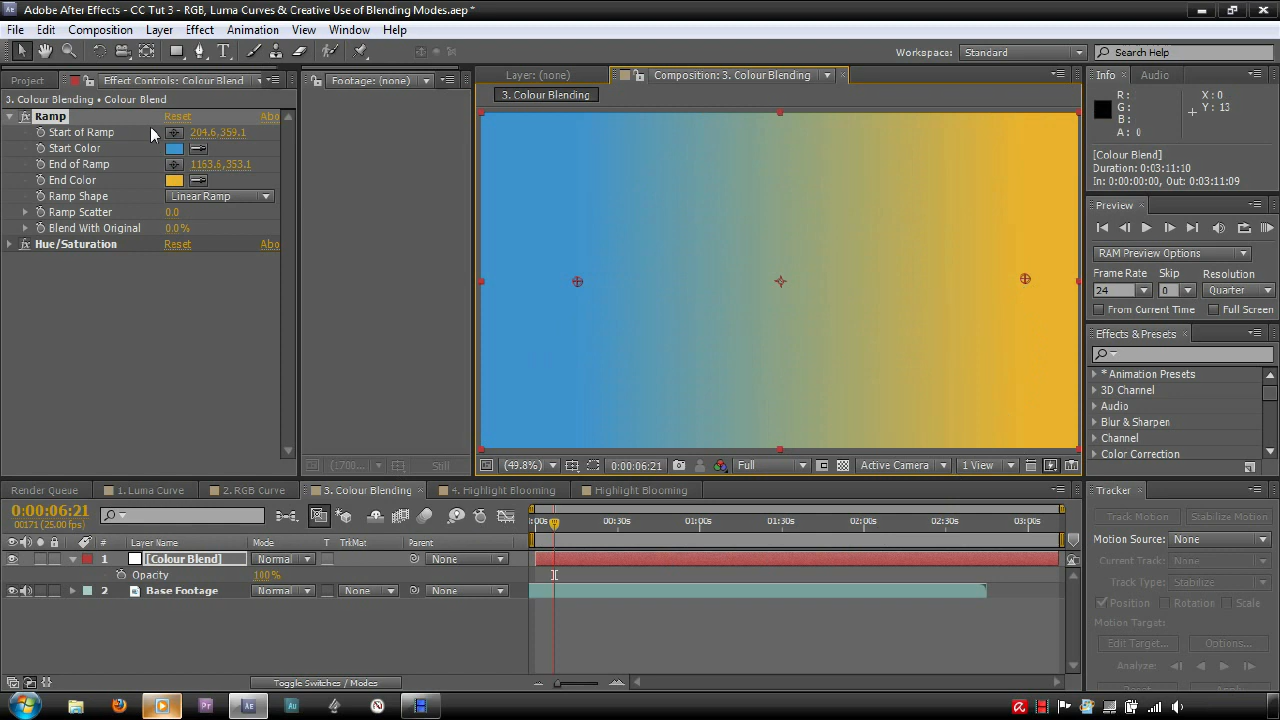 Adobe After Effects - CC Tut 3 - RGB, Luma Curves & Creative Use of Blending Modes.aep *
File Edit Composition Layer Effect Animation View Window Help
Workspace: Standard Search Help
Project Effect Controls: Colour Blend Footage: (none) Layer: (none) Composition: 3. Colour Blending Info Audio
3. Colour Blending • Colour Blend
3. Colour Blending
fx Ramp Reset Abo
Start of Ramp 204.6,359.1
Start Color
End of Ramp 1163.6,353.1
End Color
Ramp Shape Linear Ramp
Ramp Scatter 0.0
Blend With Original 0.0%
fx Hue/Saturation Reset Abo
R :
G :
B :
A : 0
X : 0
Y : 13
[Colour Blend]
Duration: 0:03:11:10
In: 0:00:00:00, Out: 0:03:11:09
Preview
RAM Preview Options
Frame Rate Skip Resolution
24 0 Quarter
From Current Time Full Screen
Effects & Presets
* Animation Presets
3D Channel
Audio
Blur & Sharpen
Channel
Color Correction
(1700... Still (49.8%) 0:00:06:21 Full Active Camera 1 View
Render Queue 1. Luma Curve 2. RGB Curve 3. Colour Blending 4. Highlight Blooming Highlight Blooming
0:00:06:21
00171 (25.00 fps)
:00s 00:30s 01:00s 01:30s 02:00s 02:30s 03:00s
# Layer Name Mode T TrkMat Parent
1 [Colour Blend] Normal None
Opacity 100%
2 Base Footage Normal None None
Toggle Switches / Modes
Tracker
Track Motion Stabilize Motion
Motion Source: None
Current Track: None
Track Type: Stabilize
Position Rotation Scale
Motion Target:
Edit Target... Options...
Analyze:
Reset Apply